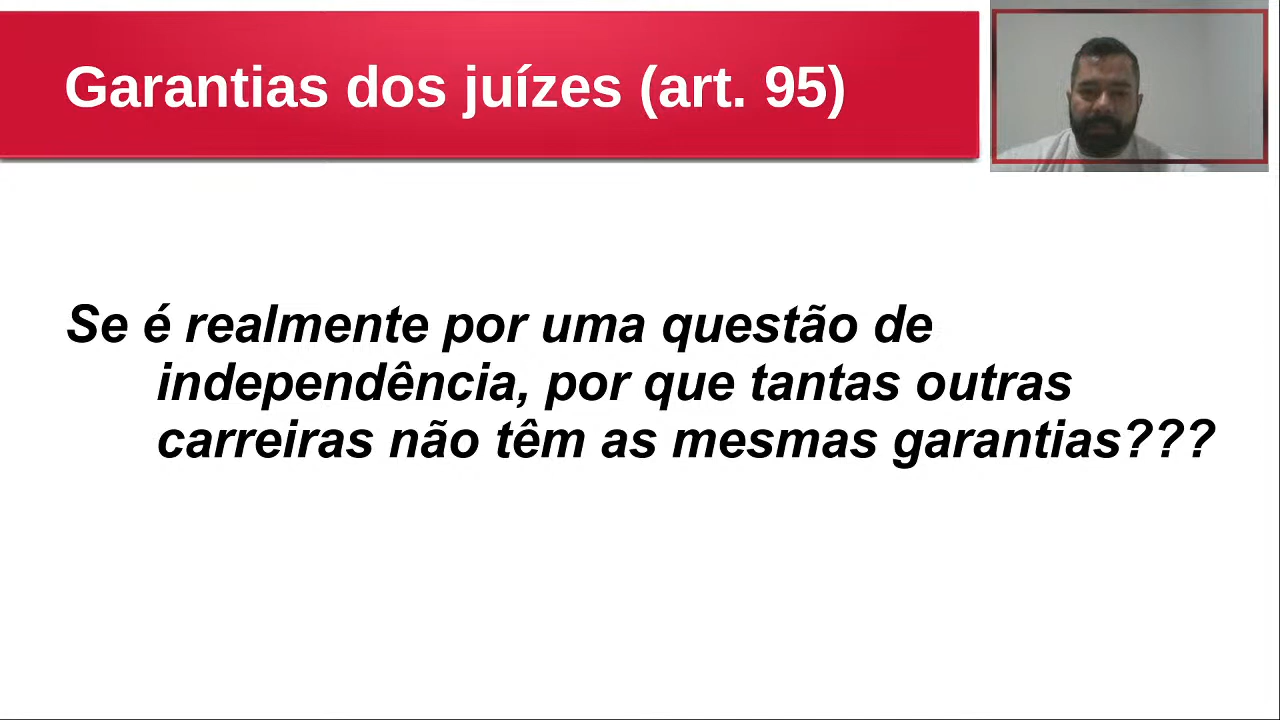 Garantias dos juízes (art. 95)
Se é realmente por uma questão de
independência, por que tantas outras
carreiras não têm as mesmas garantias???